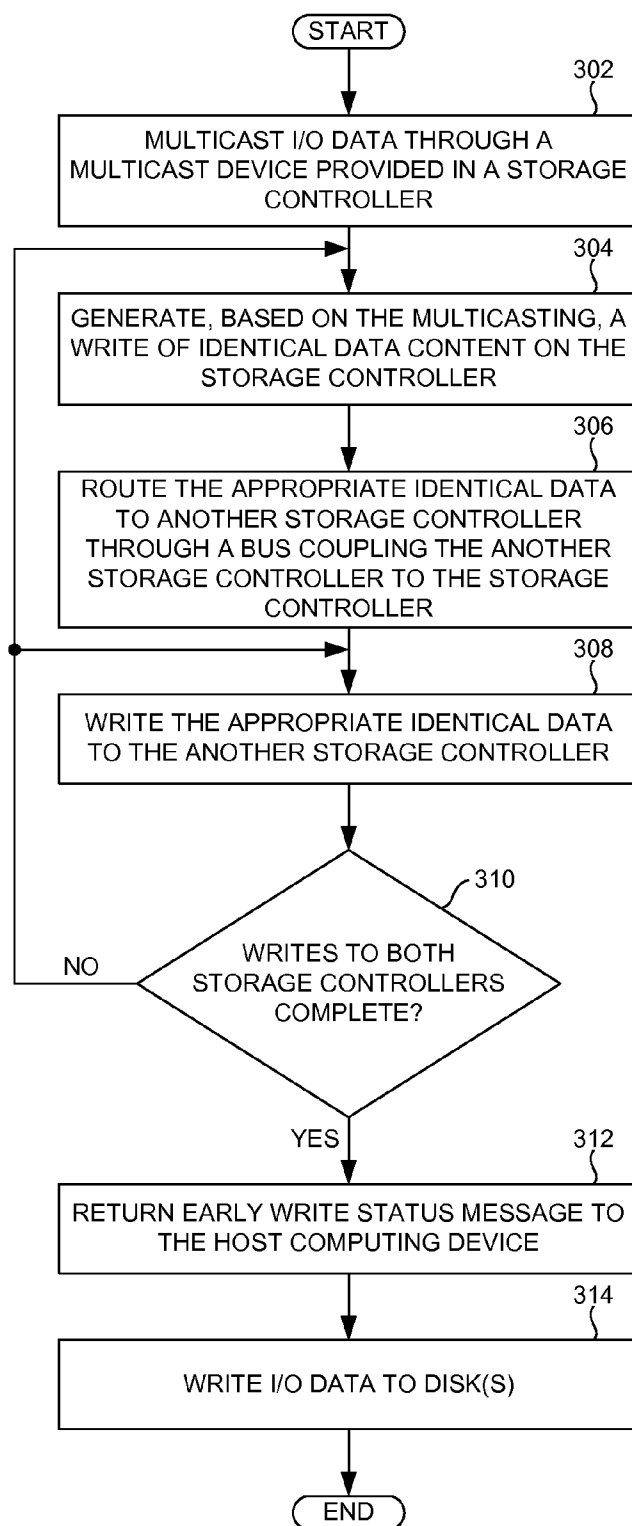 START
302
MULTICAST I/O DATA THROUGH A
MULTICAST DEVICE PROVIDED IN A STORAGE
CONTROLLER
304
GENERATE, BASED ON THE MULTICASTING, A
WRITE OF IDENTICAL DATA CONTENT ON THE
STORAGE CONTROLLER
306
ROUTE THE APPROPRIATE IDENTICAL DATA
TO ANOTHER STORAGE CONTROLLER
THROUGH A BUS COUPLING THE ANOTHER
STORAGE CONTROLLER TO THE STORAGE
CONTROLLER
308
WRITE THE APPROPRIATE IDENTICAL DATA
TO THE ANOTHER STORAGE CONTROLLER
310
NO
WRITES TO BOTH
STORAGE CONTROLLERS
COMPLETE?
YES
312
RETURN EARLY WRITE STATUS MESSAGE TO
THE HOST COMPUTING DEVICE
314
WRITE I/O DATA TO DISK(S)
END